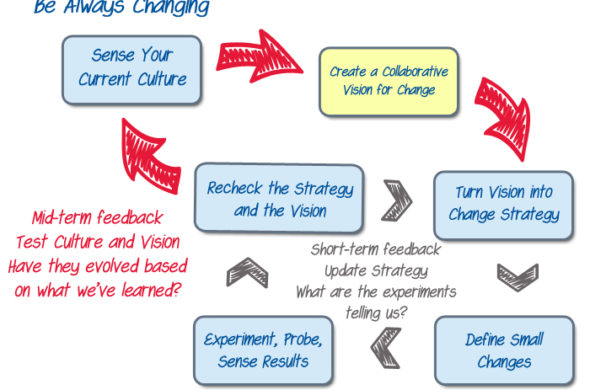 Be Always Changing
Sense Your
Current Culture
Create a Collaborative
Vision for Change
Recheck the Strategy
and the Vision
Turn Vision into
Change Strategy
Mid-term feedback
Test Culture and Vision
Have they evolved based
on what we've learned?
Short-term feedback
Update Strategy
What are the experiments
telling us?
Experiment, Probe,
Sense Results
Define Small
Changes